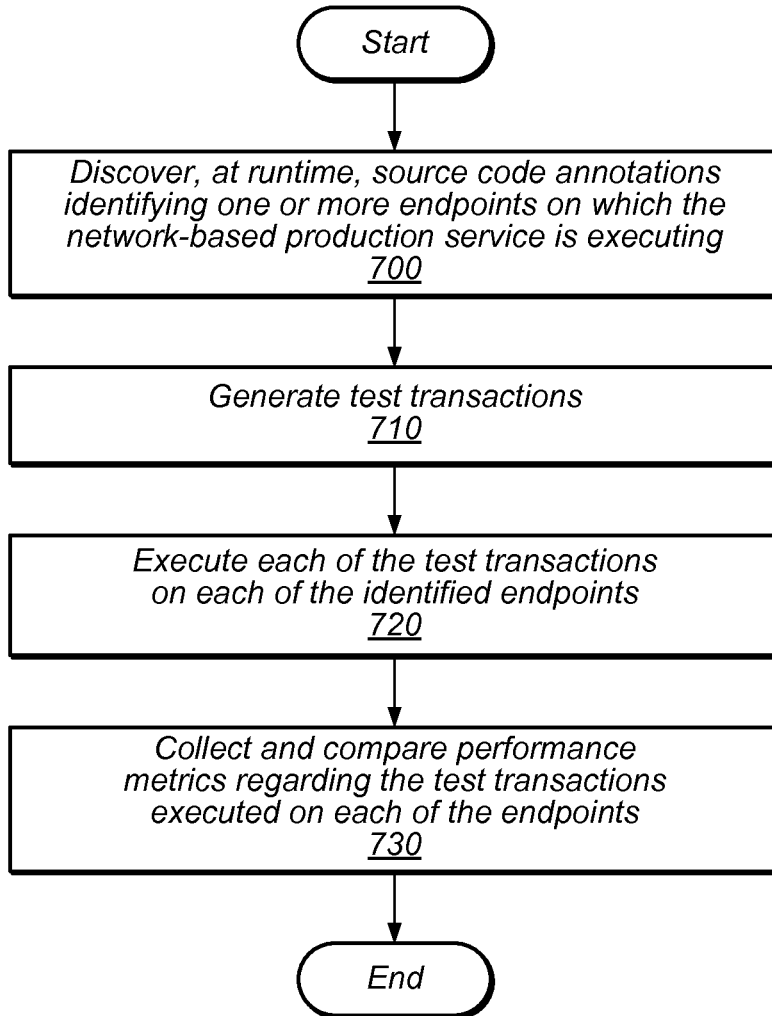 Start
Discover, at runtime, source code annotations
identifying one or more endpoints on which the
network-based production service is executing
700
Generate test transactions
710
Execute each of the test transactions
on each of the identified endpoints
720
Collect and compare performance
metrics regarding the test transactions
executed on each of the endpoints
730
End